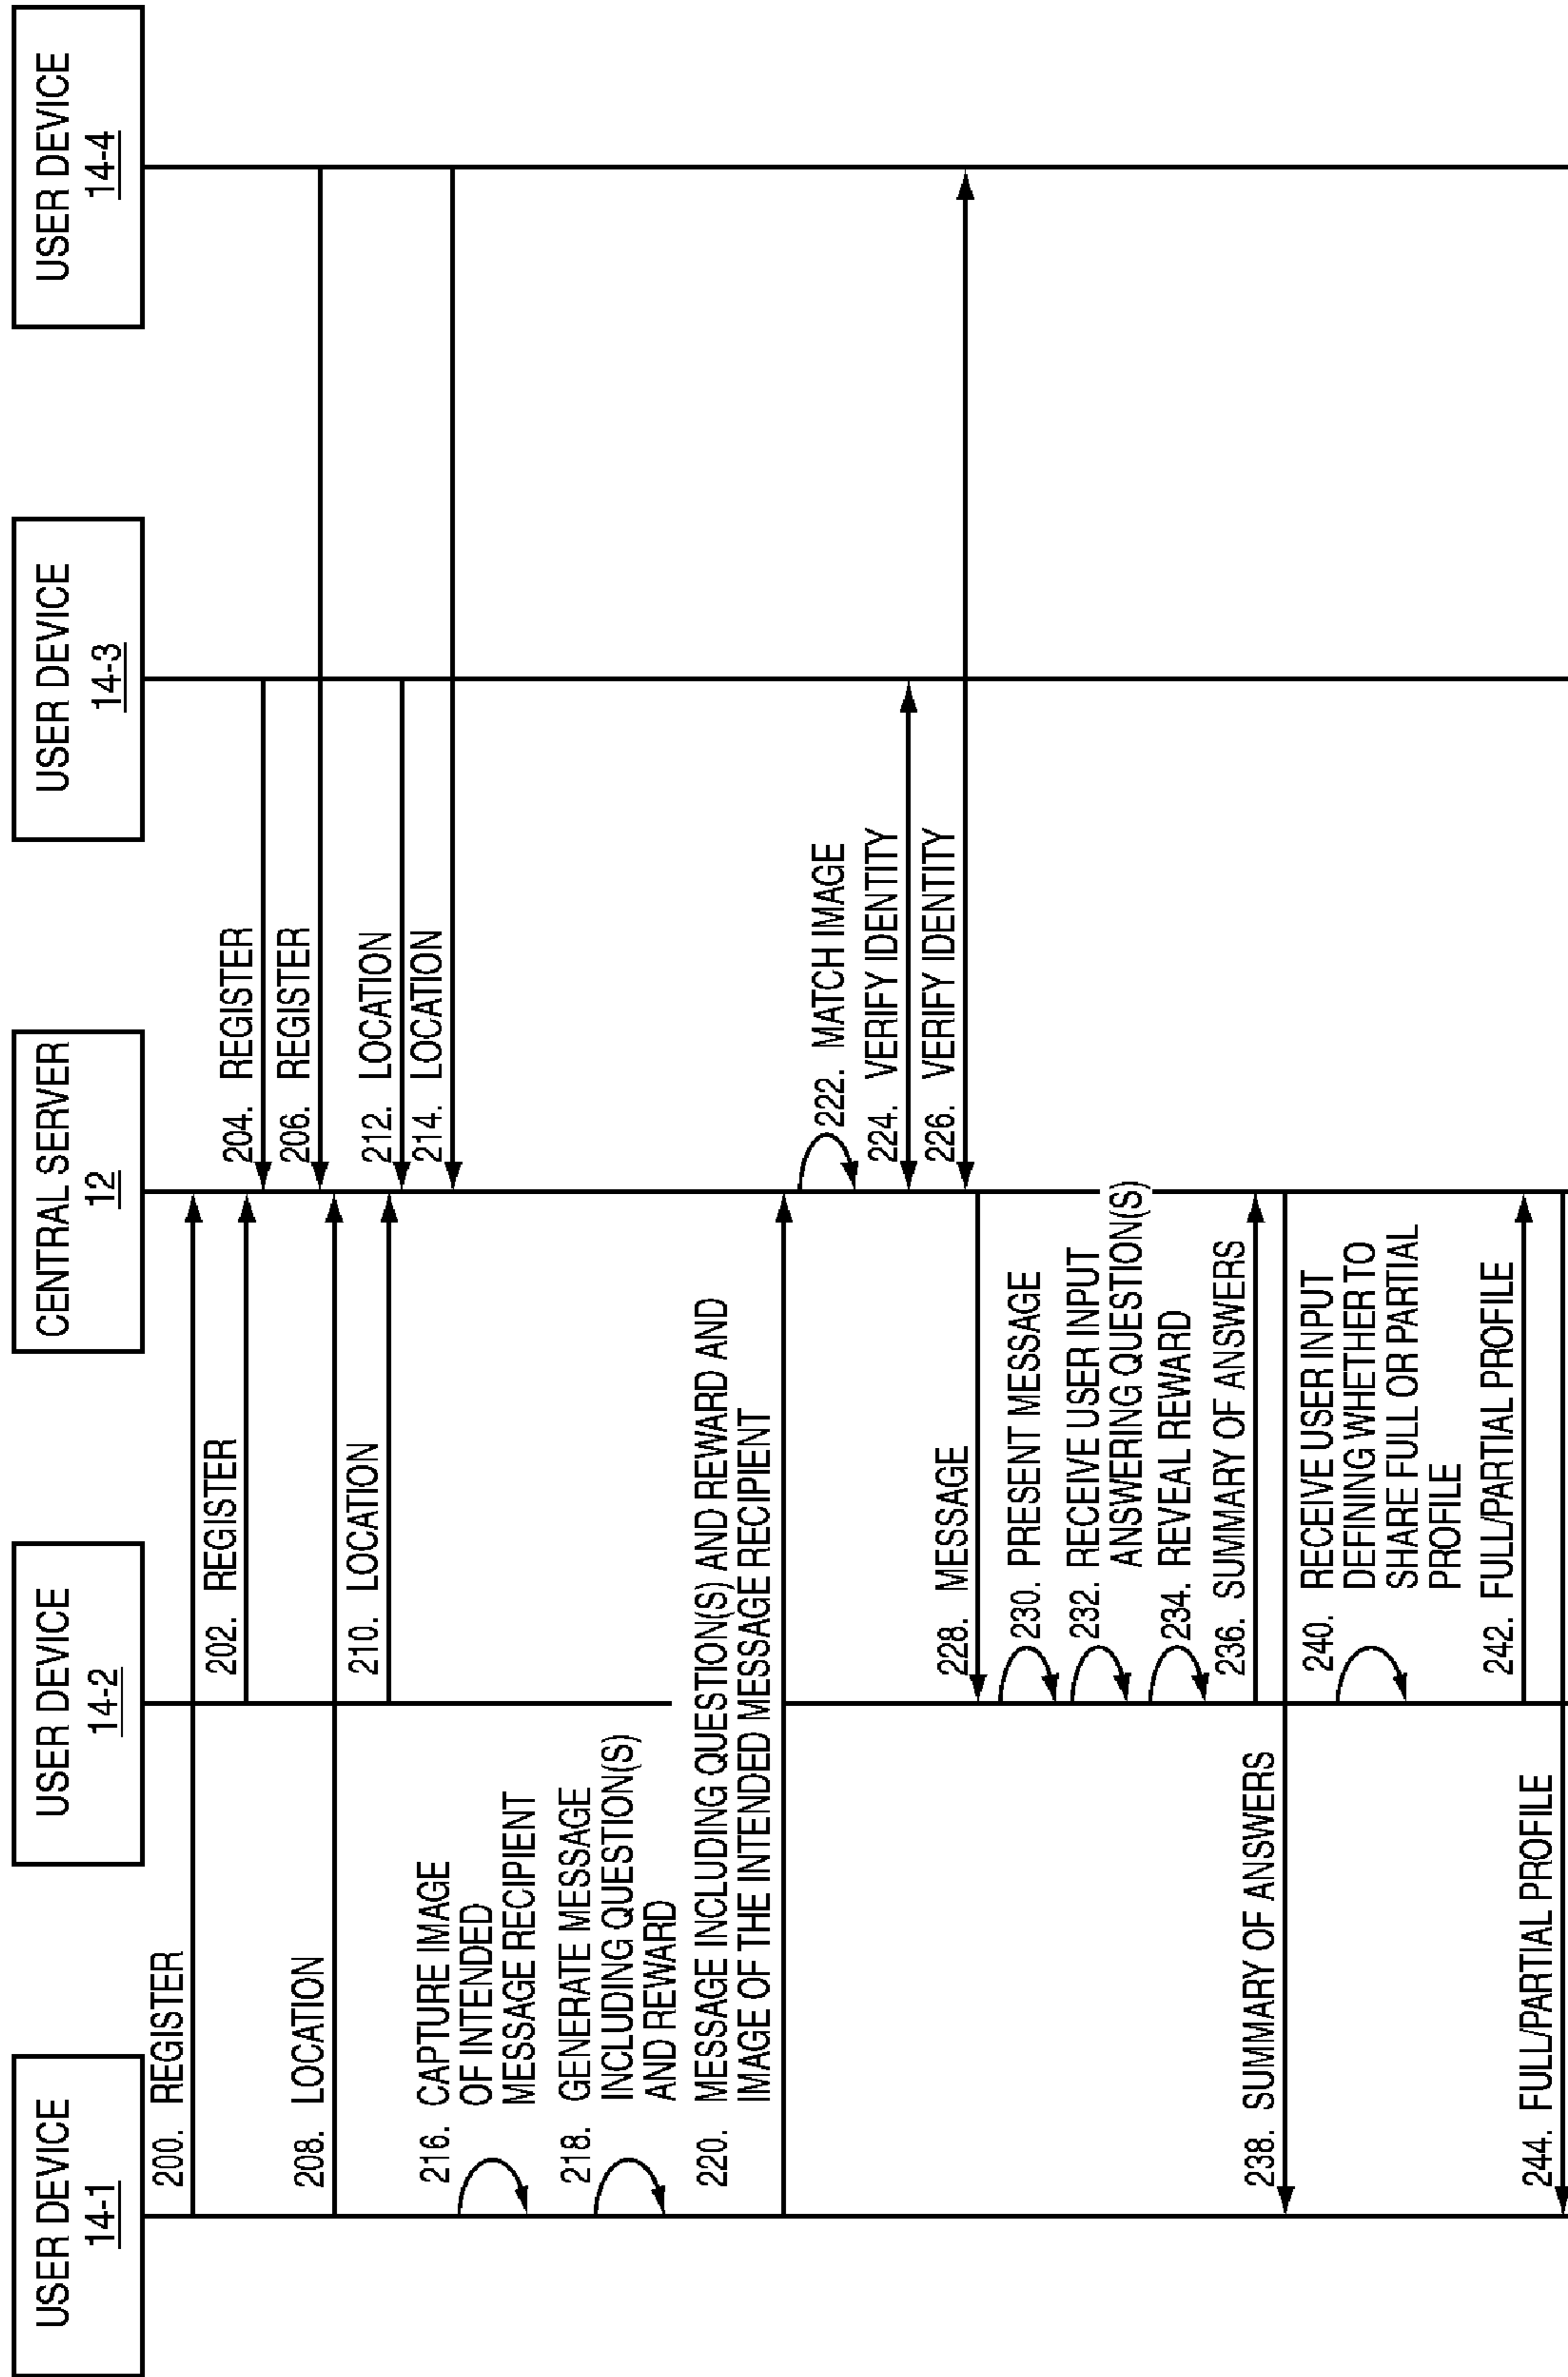 USER DEVICE
14-1
USER DEVICE
14-2
CENTRAL SERVER
12
USER DEVICE
14-3
USER DEVICE
14-4
200. REGISTER
202. REGISTER
204. REGISTER
206. REGISTER
208. LOCATION
210. LOCATION
212. LOCATION
214. LOCATION
216. CAPTURE IMAGE
OF INTENDED
MESSAGE RECIPIENT
218. GENERATE MESSAGE
INCLUDING QUESTION(S)
AND REWARD
220. MESSAGE INCLUDING QUESTION(S) AND REWARD AND
IMAGE OF THE INTENDED MESSAGE RECIPIENT
222. MATCH IMAGE
224. VERIFY IDENTITY
226. VERIFY IDENTITY
228. MESSAGE
230. PRESENT MESSAGE
232. RECEIVE USER INPUT
ANSWERING QUESTION(S)
234. REVEAL REWARD
236. SUMMARY OF ANSWERS
238. SUMMARY OF ANSWERS
240. RECEIVE USER INPUT
DEFINING WHETHER TO
SHARE FULL OR PARTIAL
PROFILE
242. FULL/PARTIAL PROFILE
244. FULL/PARTIAL PROFILE